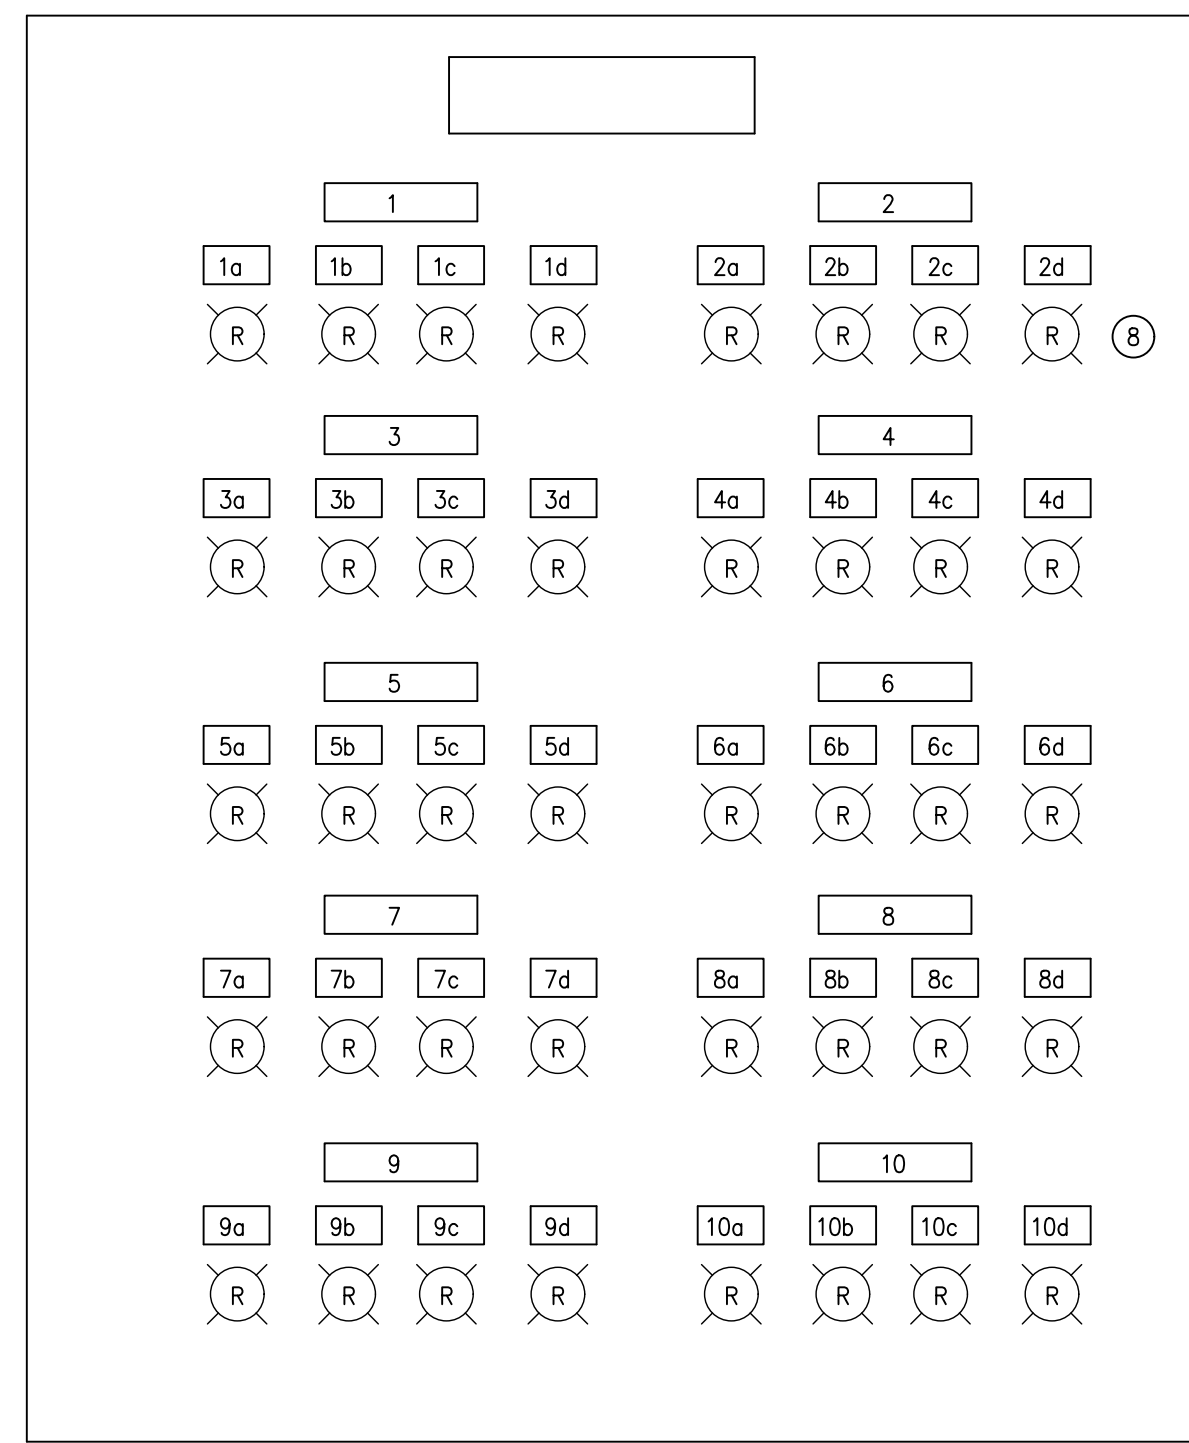 1 2
1a 1b 1c 1d 2a 2b 2c 2d
R R R R R R R R 8
3 4
3a 3b 3c 3d 4a 4b 4c 4d
R R R R R R R R
5 6
5a 5b 5c 5d 6a 6b 6c 6d
R R R R R R R R
7 8
7a 7b 7c 7d 8a 8b 8c 8d
R R R R R R R R
9 10
9a 9b 9c 9d 10a 10b 10c 10d
R R R R R R R R